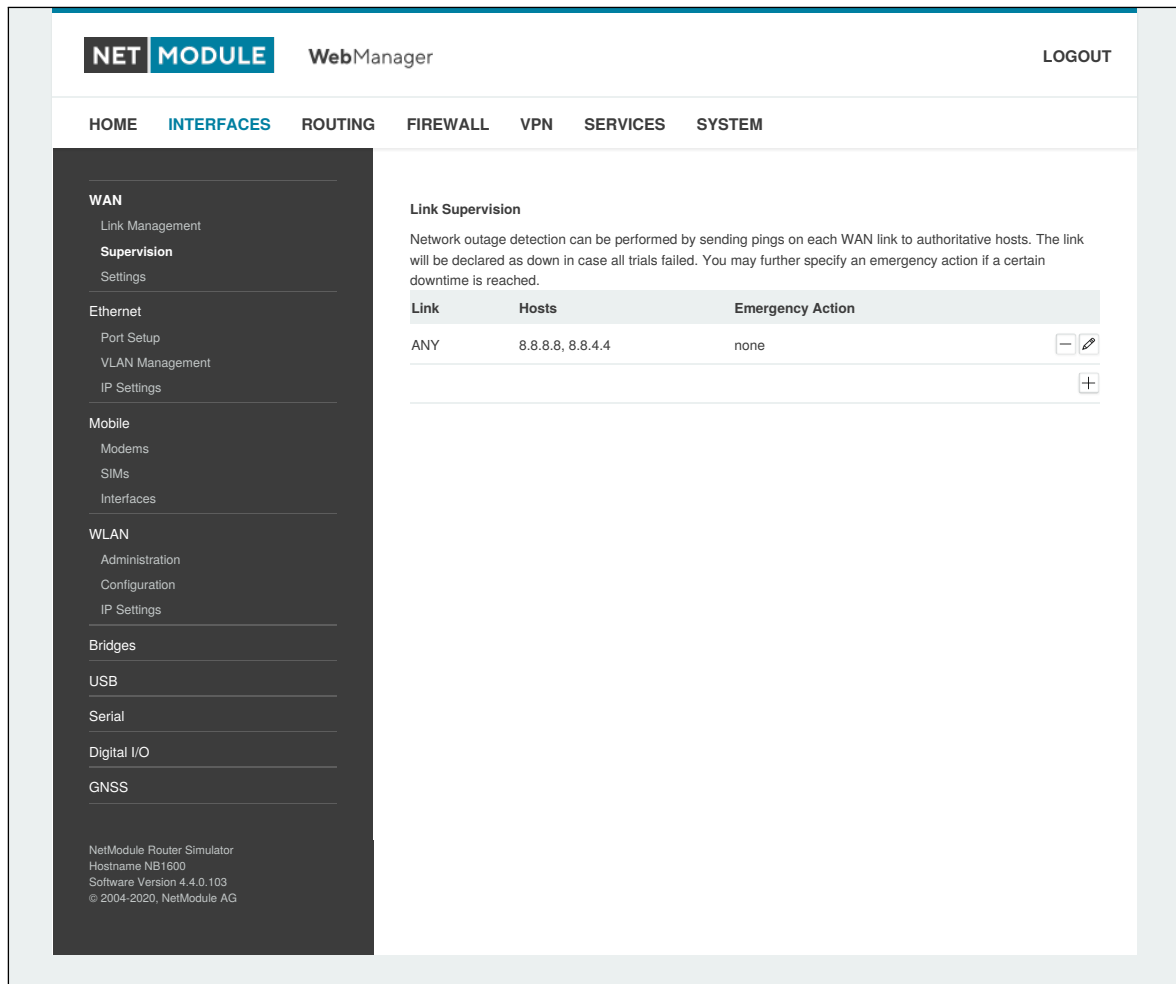 NET MODULE WebManager LOGOUT
HOME INTERFACES ROUTING FIREWALL VPN SERVICES SYSTEM
WAN
Link Management
Supervision
Settings
Ethernet
Port Setup
VLAN Management
IP Settings
Mobile
Modems
SIMs
Interfaces
WLAN
Administration
Configuration
IP Settings
Bridges
USB
Serial
Digital I/O
GNSS
NetModule Router Simulator
Hostname NB1600
Software Version 4.4.0.103
© 2004-2020, NetModule AG
Link Supervision
Network outage detection can be performed by sending pings on each WAN link to authoritative hosts. The link
will be declared as down in case all trials failed. You may further specify an emergency action if a certain
downtime is reached.
Link Hosts Emergency Action
ANY 8.8.8.8, 8.8.4.4 none